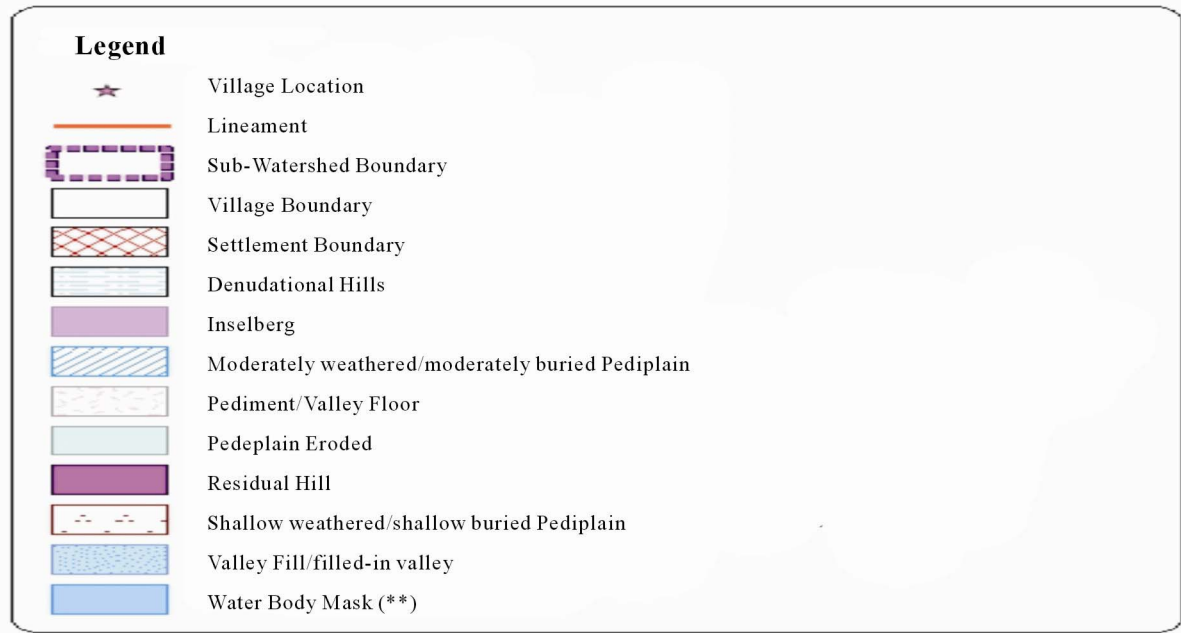 Legend
Village Location
Lineament
Sub-Watershed Boundary
Village Boundary
Settlement Boundary
Denudational Hills
Inselberg
Moderately weathered/moderately buried Pediplain
Pediment/Valley Floor
Pedeplain Eroded
Residual Hill
Shallow weathered/shallow buried Pediplain
Valley Fill/filled-in valley
Water Body Mask (**)